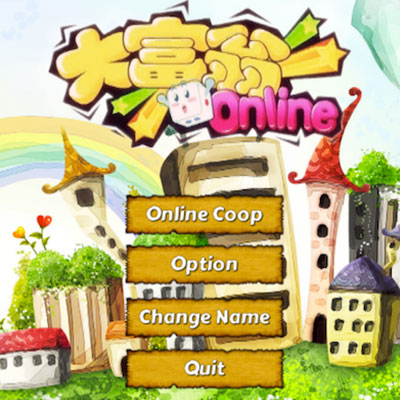 大富翁
Online
Online Coop
Option
Change Name
Quit